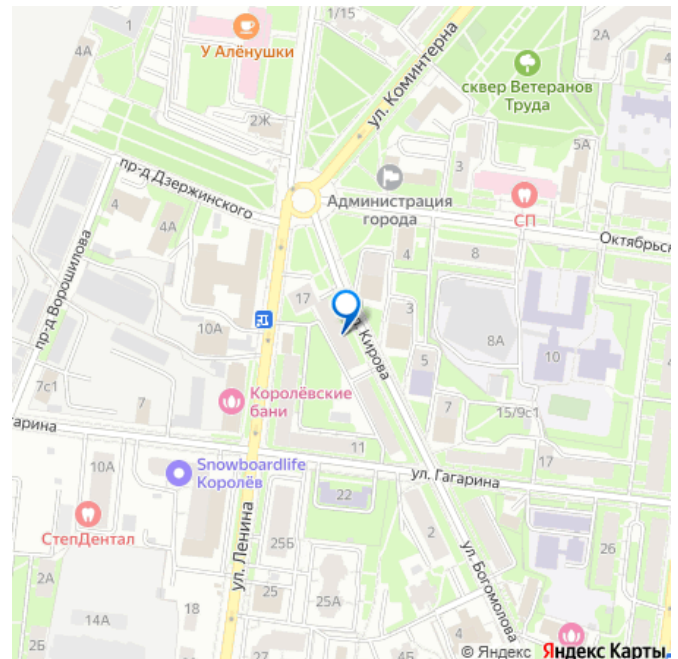 1
1/15
2А
4А
У Алёнушки
ул. Коминтерна
сквер Ветеранов
Труда
2Ж
5А
3
пр-д Дзержинского
Администрация
города
СП
4
4А
Октябрьск
4
8
пр-д Ворошилова
17
3
ул. Кирова
10А
8А
10
5
7с1
7
Королёвские
бани
7
15/9с1
гарина
11
17
10А
Snowboardlife
Королёв
ул. Гагарина
22
СтепДентал
ул. Ленина
25Б
2
26
2А
ул. Богомолова
18
25
25А
14А
4
2Б
© Яндекс Яндекс Карты